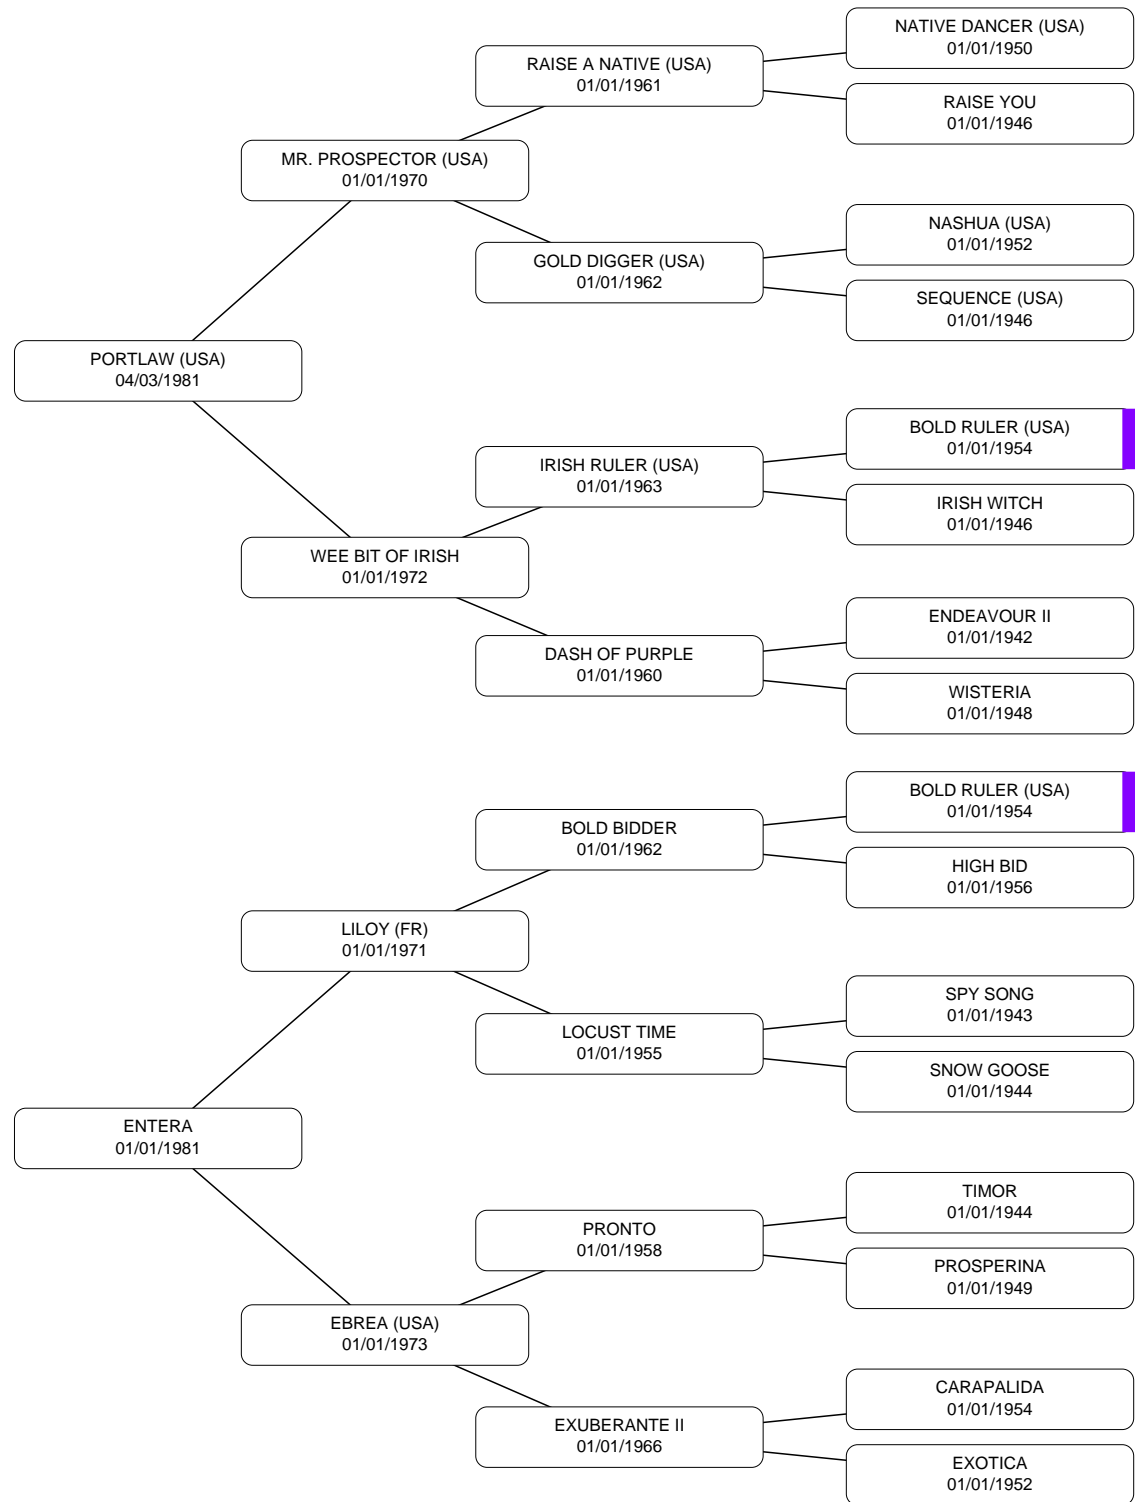 NATIVE DANCER (USA)
01/01/1950
RAISE A NATIVE (USA)
01/01/1961
RAISE YOU
01/01/1946
MR. PROSPECTOR (USA)
01/01/1970
NASHUA (USA)
01/01/1952
GOLD DIGGER (USA)
01/01/1962
SEQUENCE (USA)
01/01/1946
PORTLAW (USA)
04/03/1981
BOLD RULER (USA)
01/01/1954
IRISH RULER (USA)
01/01/1963
IRISH WITCH
01/01/1946
WEE BIT OF IRISH
01/01/1972
ENDEAVOUR II
01/01/1942
DASH OF PURPLE
01/01/1960
WISTERIA
01/01/1948
BOLD RULER (USA)
01/01/1954
BOLD BIDDER
01/01/1962
HIGH BID
01/01/1956
LILOY (FR)
01/01/1971
SPY SONG
01/01/1943
LOCUST TIME
01/01/1955
SNOW GOOSE
01/01/1944
ENTERA
01/01/1981
TIMOR
01/01/1944
PRONTO
01/01/1958
PROSPERINA
01/01/1949
EBREA (USA)
01/01/1973
CARAPALIDA
01/01/1954
EXUBERANTE II
01/01/1966
EXOTICA
01/01/1952